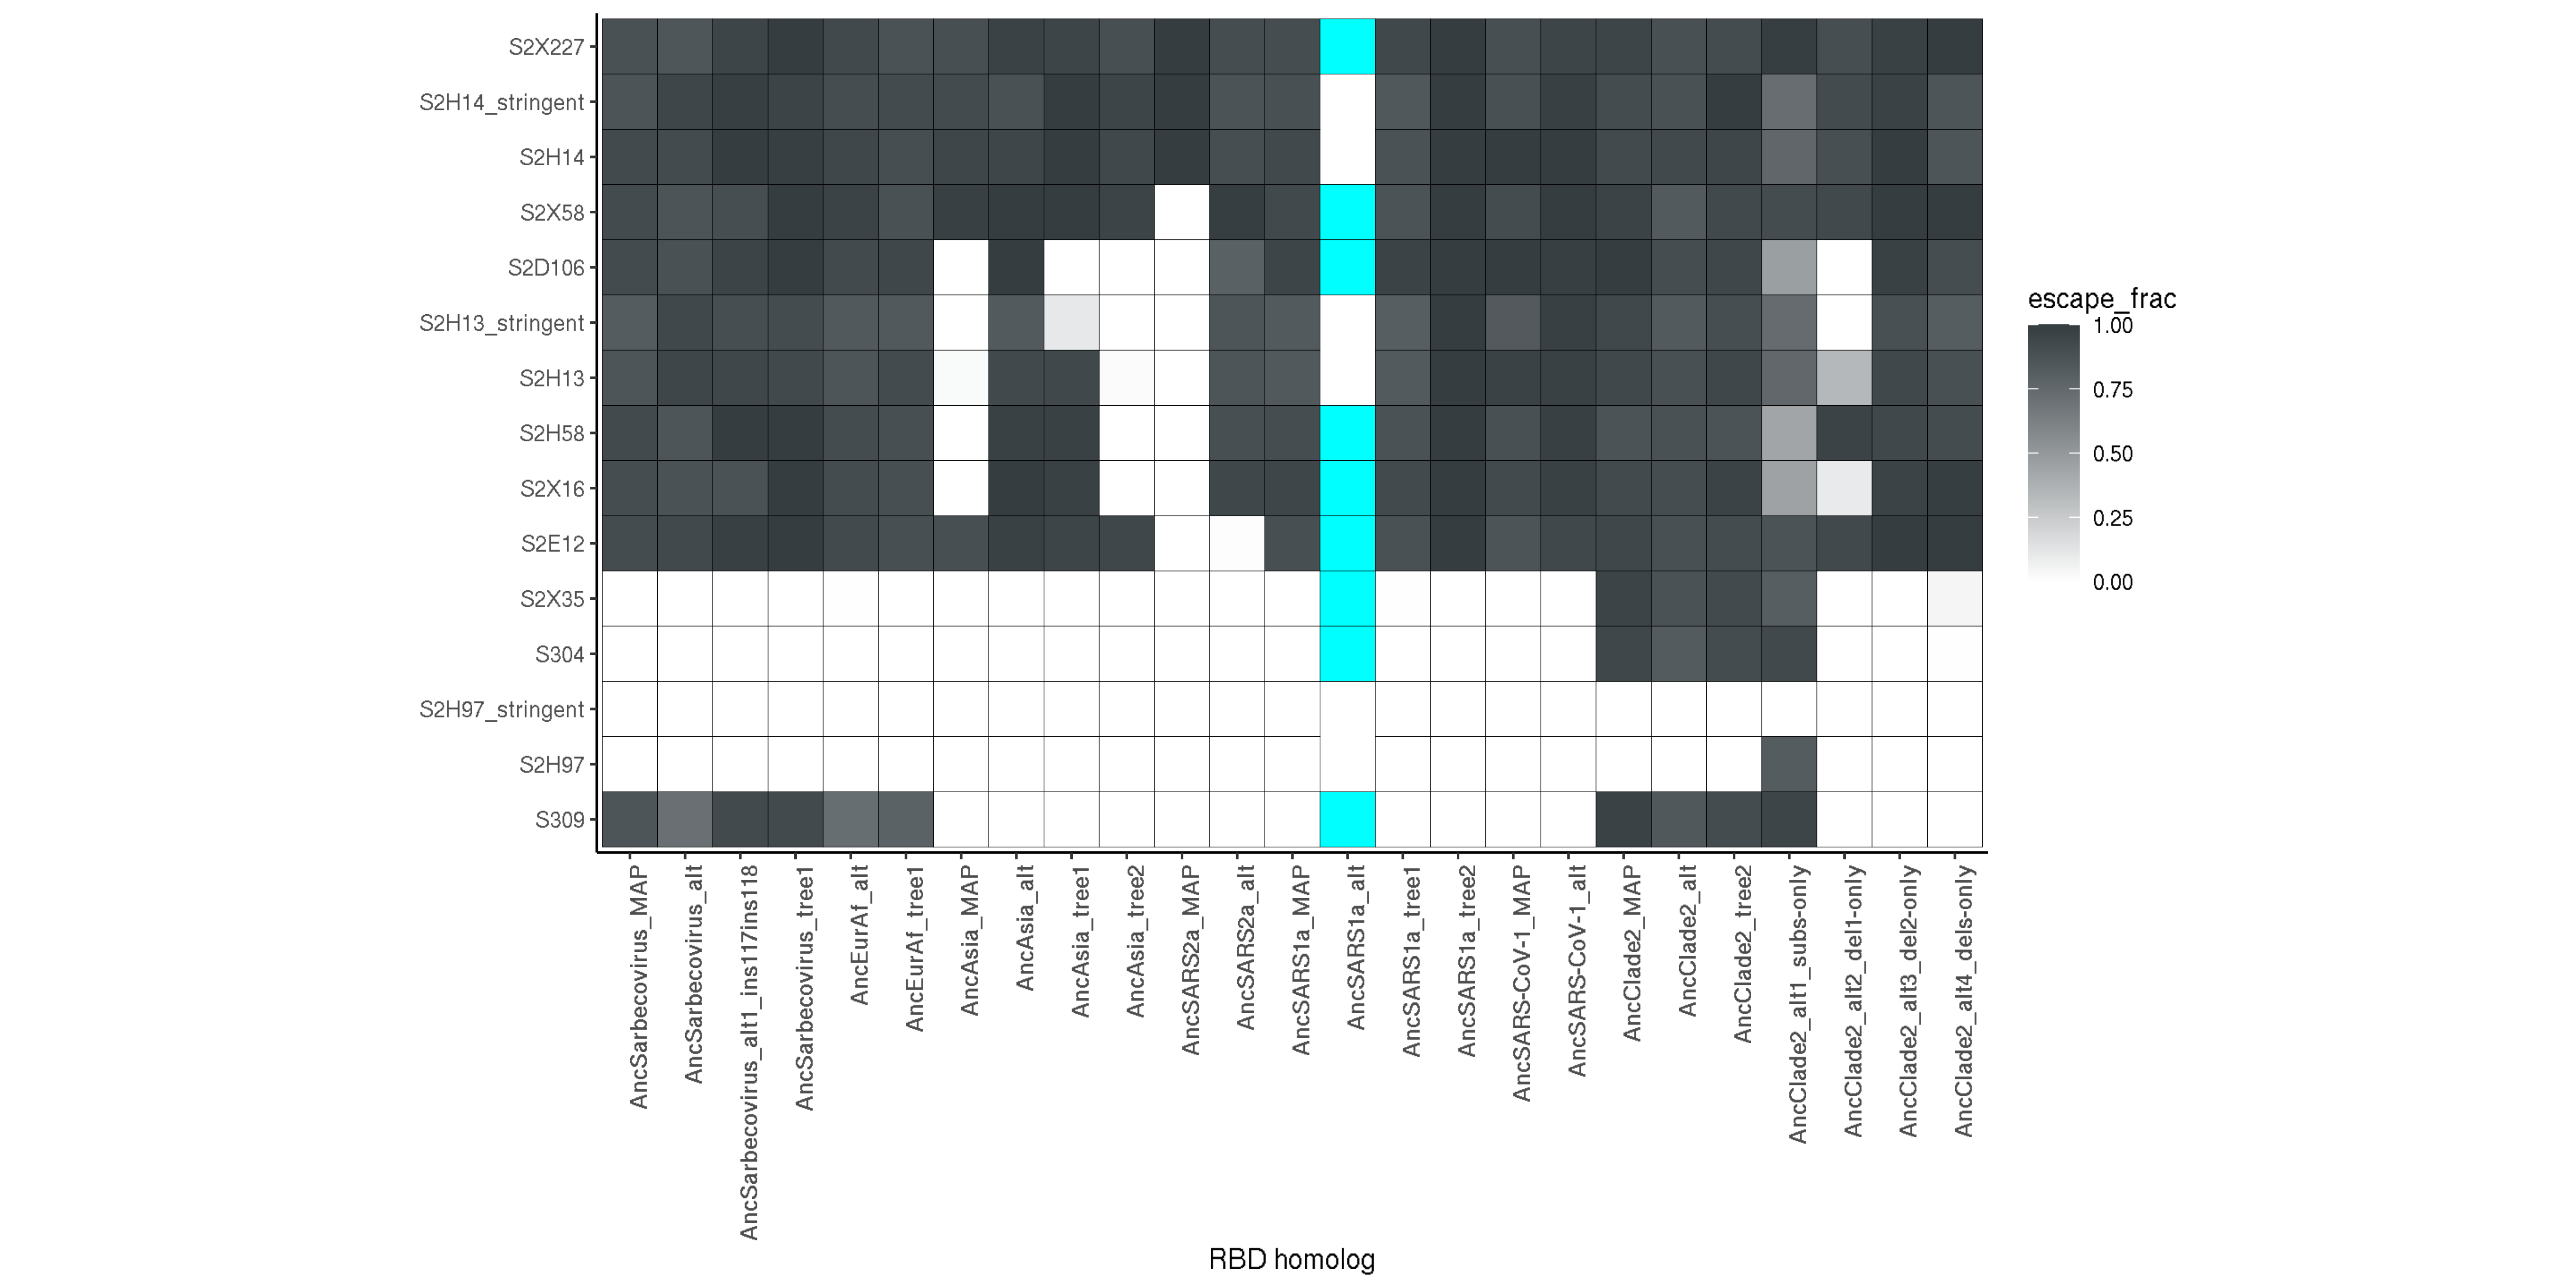 S2X227
S2H14_stringent
S2H14
S2X58
S2D106
S2H13_stringent
S2H13
S2H58
S2X16
S2E12
S2X35
S304
S2H97_stringent
S2H97
S309
AncSarbecovirus_MAP
AncSarbecovirus_alt
AncSarbecovirus_alt1_ins117ins118
AncSarbecovirus_tree1
AncEurAf_alt
AncEurAf_tree1
AncAsia_MAP
AncAsia_alt
AncAsia_tree1
AncAsia_tree2
AncSARS2a_MAP
AncSARS2a_alt
AncSARS1a_MAP
AncSARS1a_alt
AncSARS1a_tree1
AncSARS1a_tree2
AncSARS-CoV-1_MAP
AncSARS-CoV-1_alt
AncClade2_MAP
AncClade2_alt
AncClade2_tree2
AncClade2_alt1_subs-only
AncClade2_alt2_del1-only
AncClade2_alt3_del2-only
AncClade2_alt4_dels-only
RBD homolog
escape_frac
1.00
0.75
0.50
0.25
0.00